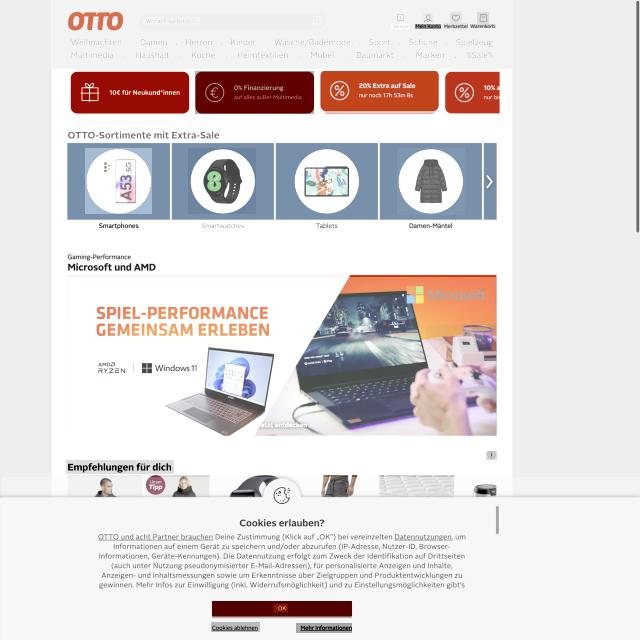 OTTO
Service
Mein Konto
Merkzettel
Warenkorb
Weihnachten
Damen
Herren
Kinder
Wäsche/Bademode
Sport
Schuhe
Spielzeug
Multimedia
Haushalt
Küche
Heimtextilien
Möbel
Baumarkt
Marken
%Sale%
10€ für Neukund*innen
0% Finanzierung
auf alles außer Multimedia
20% Extra auf Sale
nur noch 17h 53m 8s
10%
nur
OTTO-Sortimente mit Extra-Sale
A53 5G
Smartphones
Smartwatches
Tablets
Damen-Mäntel
Gaming-Performance
Microsoft und AMD
SPIEL-PERFORMANCE
GEMEINSAM ERLEBEN
Microsoft
AMD
RYZEN
Windows 11
Jetzt entdecken
Empfehlungen für dich
Unser
Tipp
Cookies erlauben?
OTTO und acht Partner brauchen Deine Zustimmung (Klick auf „OK") bei vereinzelten Datennutzungen, um
Informationen auf einem Gerät zu speichern und/oder abzurufen (IP-Adresse, Nutzer-ID, Browser-
Informationen, Geräte-Kennungen). Die Datennutzung erfolgt zum Zweck der Identifikation auf Drittseiten
(auch unter Nutzung pseudonymisierter E-Mail-Adressen), für personalisierte Anzeigen und Inhalte,
Anzeigen- und Inhaltsmessungen sowie um Erkenntnisse über Zielgruppen und Produktentwicklungen zu
gewinnen. Mehr Infos zur Einwilligung (inkl. Widerrufsmöglichkeit) und zu Einstellungsmöglichkeiten gibt's
OK
Cookies ablehnen
Mehr Informationen